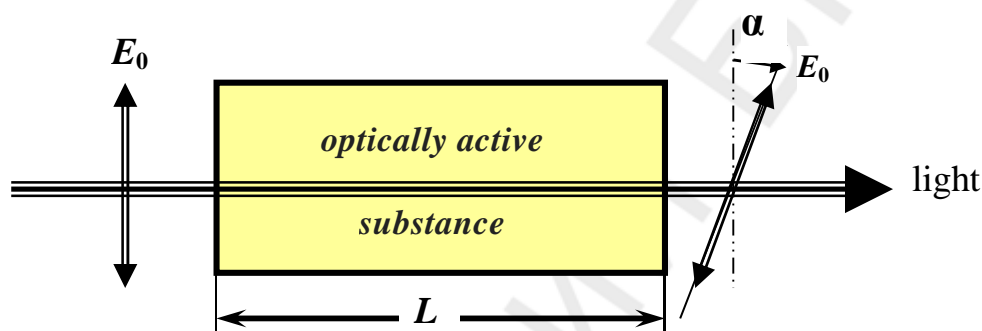 α
E₀
E₀
optically active
light
substance
L